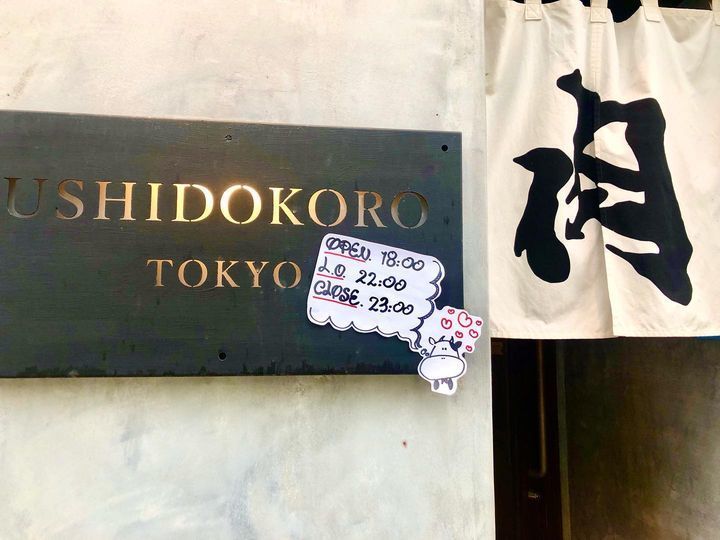 USHIDOKORO
TOKYO
OPEN. 18:00
L.O. 22:00
CLOSE. 23:00
肉